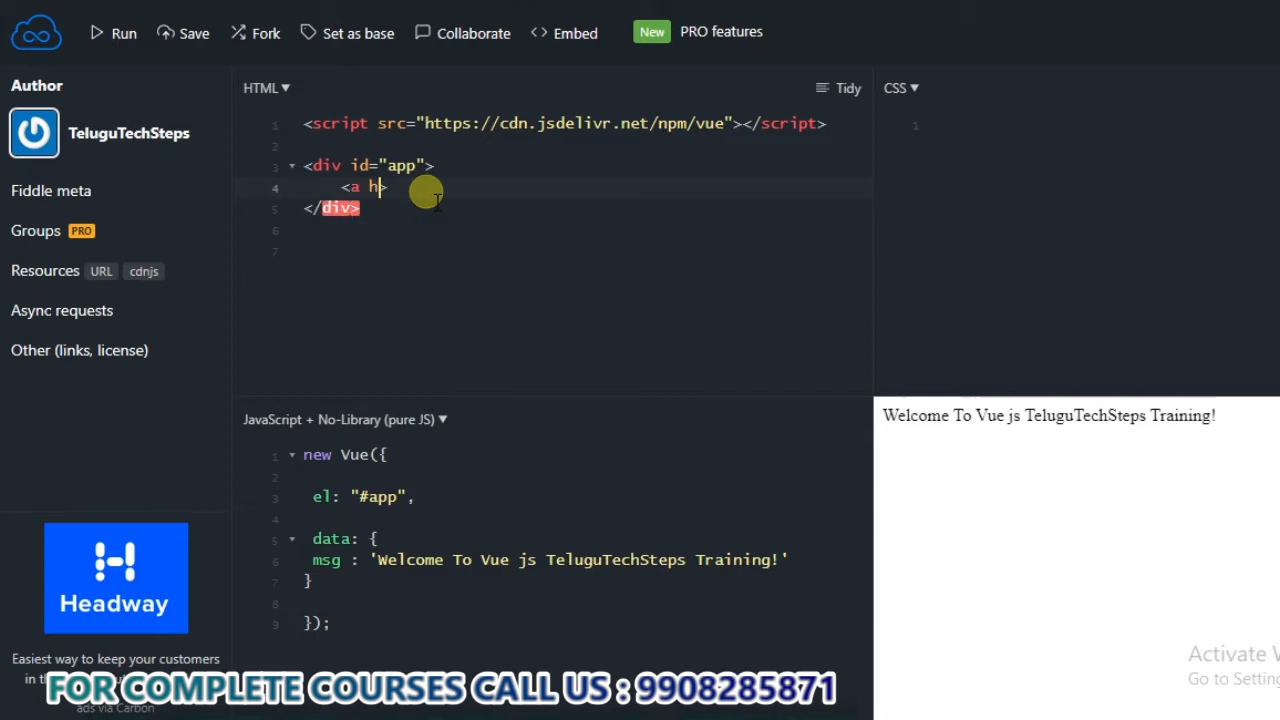 Run
Save
Fork
Set as base
Collaborate
Embed
New
PRO features
Author
TeluguTechSteps
Fiddle meta
Groups PRO
Resources URL cdnjs
Async requests
Other (links, license)
Headway
Easiest way to keep your customers
ads via Carbon
HTML
Tidy
1 <script src="https://cdn.jsdelivr.net/npm/vue"></script>
2
3 <div id="app">
4 <a h>
5 </div>
6
7
JavaScript + No-Library (pure JS)
1 new Vue({
2
3 el: "#app",
4
5 data: {
6 msg : 'Welcome To Vue js TeluguTechSteps Training!'
7 }
8
9 });
CSS
1
Welcome To Vue js TeluguTechSteps Training!
Activate
Go to Setting
FOR COMPLETE COURSES CALL US : 9908285871